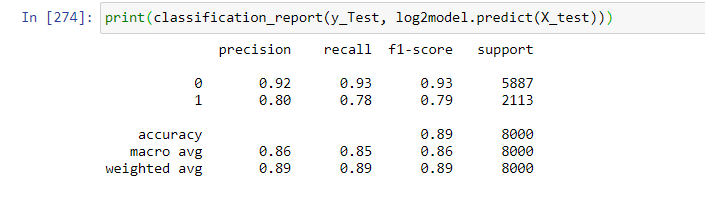 In [274]: print(classification_report(y_Test, log2model.predict(X_test)))
precision recall f1-score support
0 0.92 0.93 0.93 5887
1 0.80 0.78 0.79 2113
accuracy 0.89 8000
macro avg 0.86 0.85 0.86 8000
weighted avg 0.89 0.89 0.89 8000